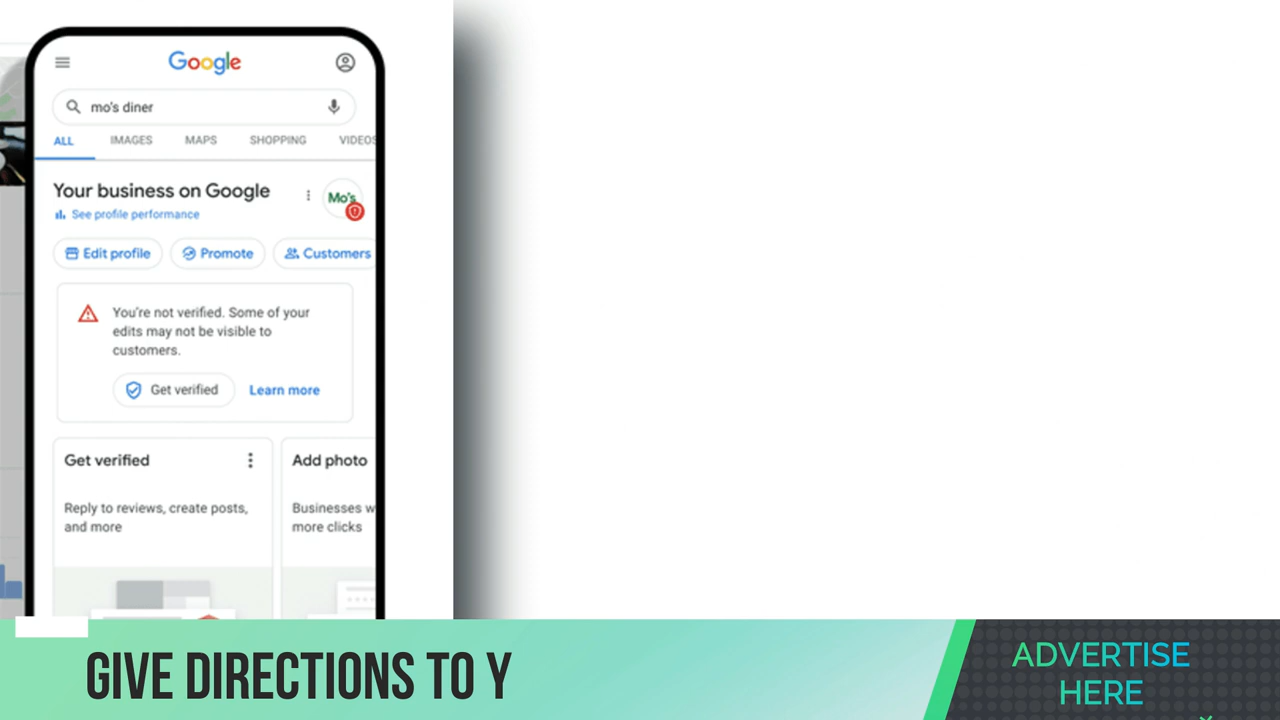 Google
mo's diner
ALL IMAGES MAPS SHOPPING VIDEOS
Your business on Google
Mo's
See profile performance
Edit profile Promote Customers
You're not verified. Some of your
edits may not be visible to
customers.
Get verified Learn more
Get verified Add photo
Reply to reviews, create posts,
and more
Businesses w
more clicks
GIVE DIRECTIONS TO Y
ADVERTISE
HERE